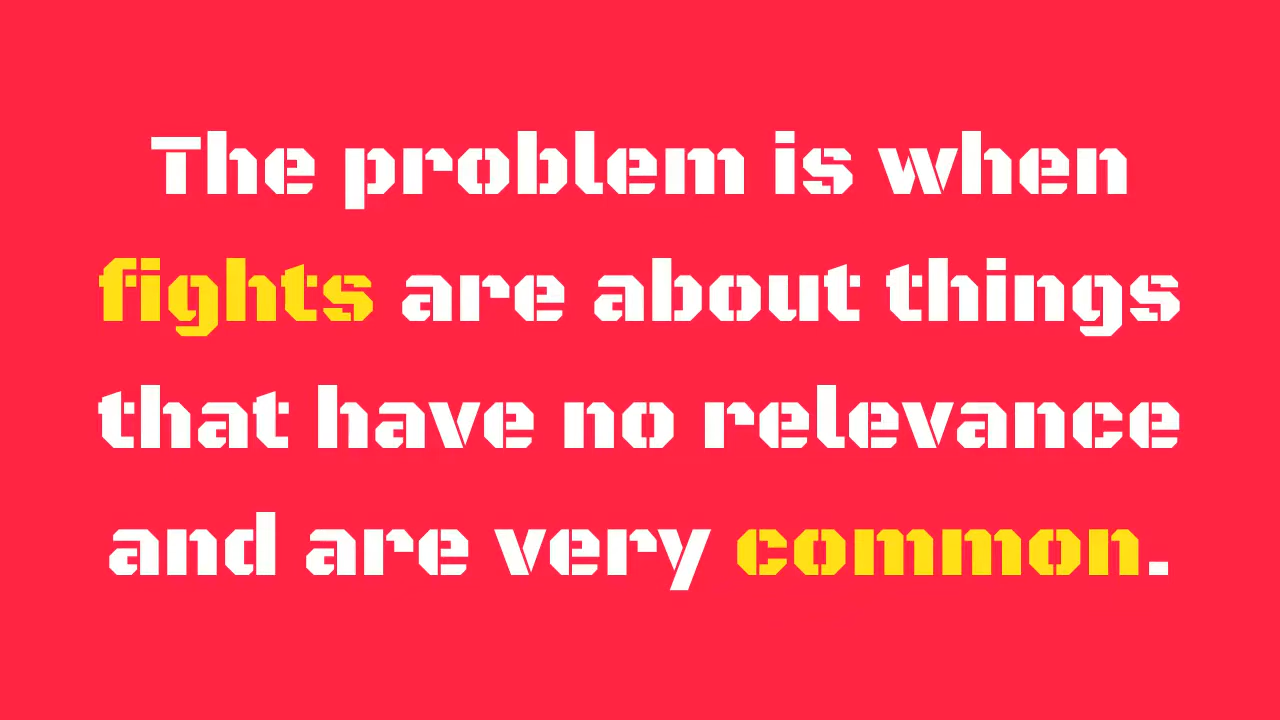 The problem is when
fights are about things
that have no relevance
and are very common.